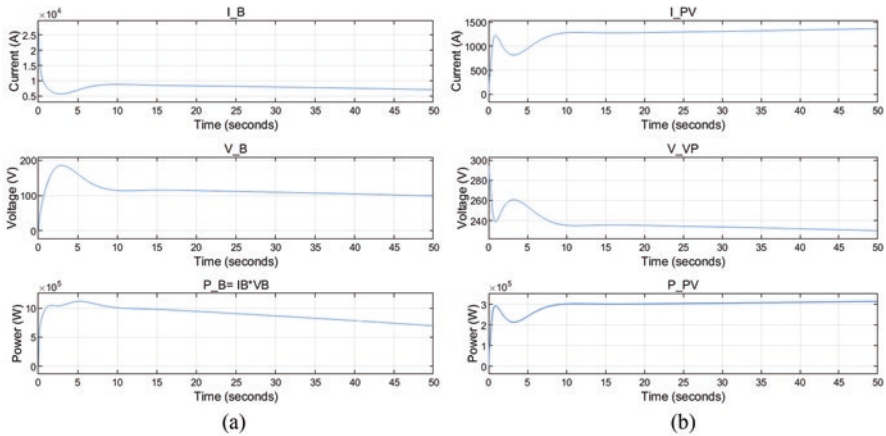 I_B
×10⁴
2.5
2
1.5
1
0.5
Current (A)
0 5 10 15 20 25 30 35 40 45 50
Time (seconds)
V_B
200
100
0
Voltage (V)
0 5 10 15 20 25 30 35 40 45 50
Time (seconds)
P_B= IB*VB
×10⁵
10
5
0
Power (W)
0 5 10 15 20 25 30 35 40 45 50
Time (seconds)
(a)
I_PV
1500
1000
500
0
Current (A)
0 5 10 15 20 25 30 35 40 45 50
Time (seconds)
V_VP
300
280
260
240
Voltage (V)
0 5 10 15 20 25 30 35 40 45 50
Time (seconds)
P_PV
×10⁵
3
2
1
0
Power (W)
0 5 10 15 20 25 30 35 40 45 50
Time (seconds)
(b)